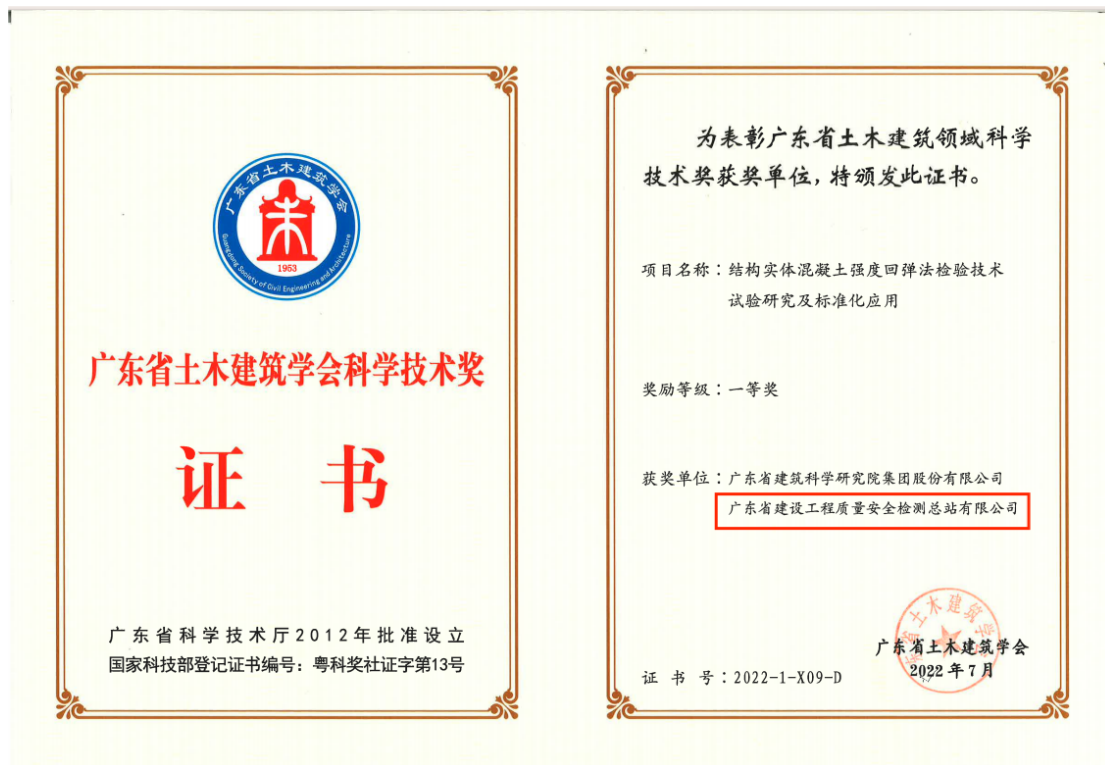 广东省土木建筑学会
1953
Guangdong Society of Civil Engineering and Architecture
广东省土木建筑学会科学技术奖
证 书
广东省科学技术厅2012年批准设立
国家科技部登记证书编号：粤科奖社证字第13号
为表彰广东省土木建筑领域科学
技术奖获奖单位，特颁发此证书。
项目名称：结构实体混凝土强度回弹法检验技术
试验研究及标准化应用
奖励等级：一等奖
获奖单位：广东省建筑科学研究院集团股份有限公司
广东省建设工程质量安全检测总站有限公司
广东省土木建筑学会
广东省土木建筑学会
2022年7月
证 书 号：2022-1-X09-D